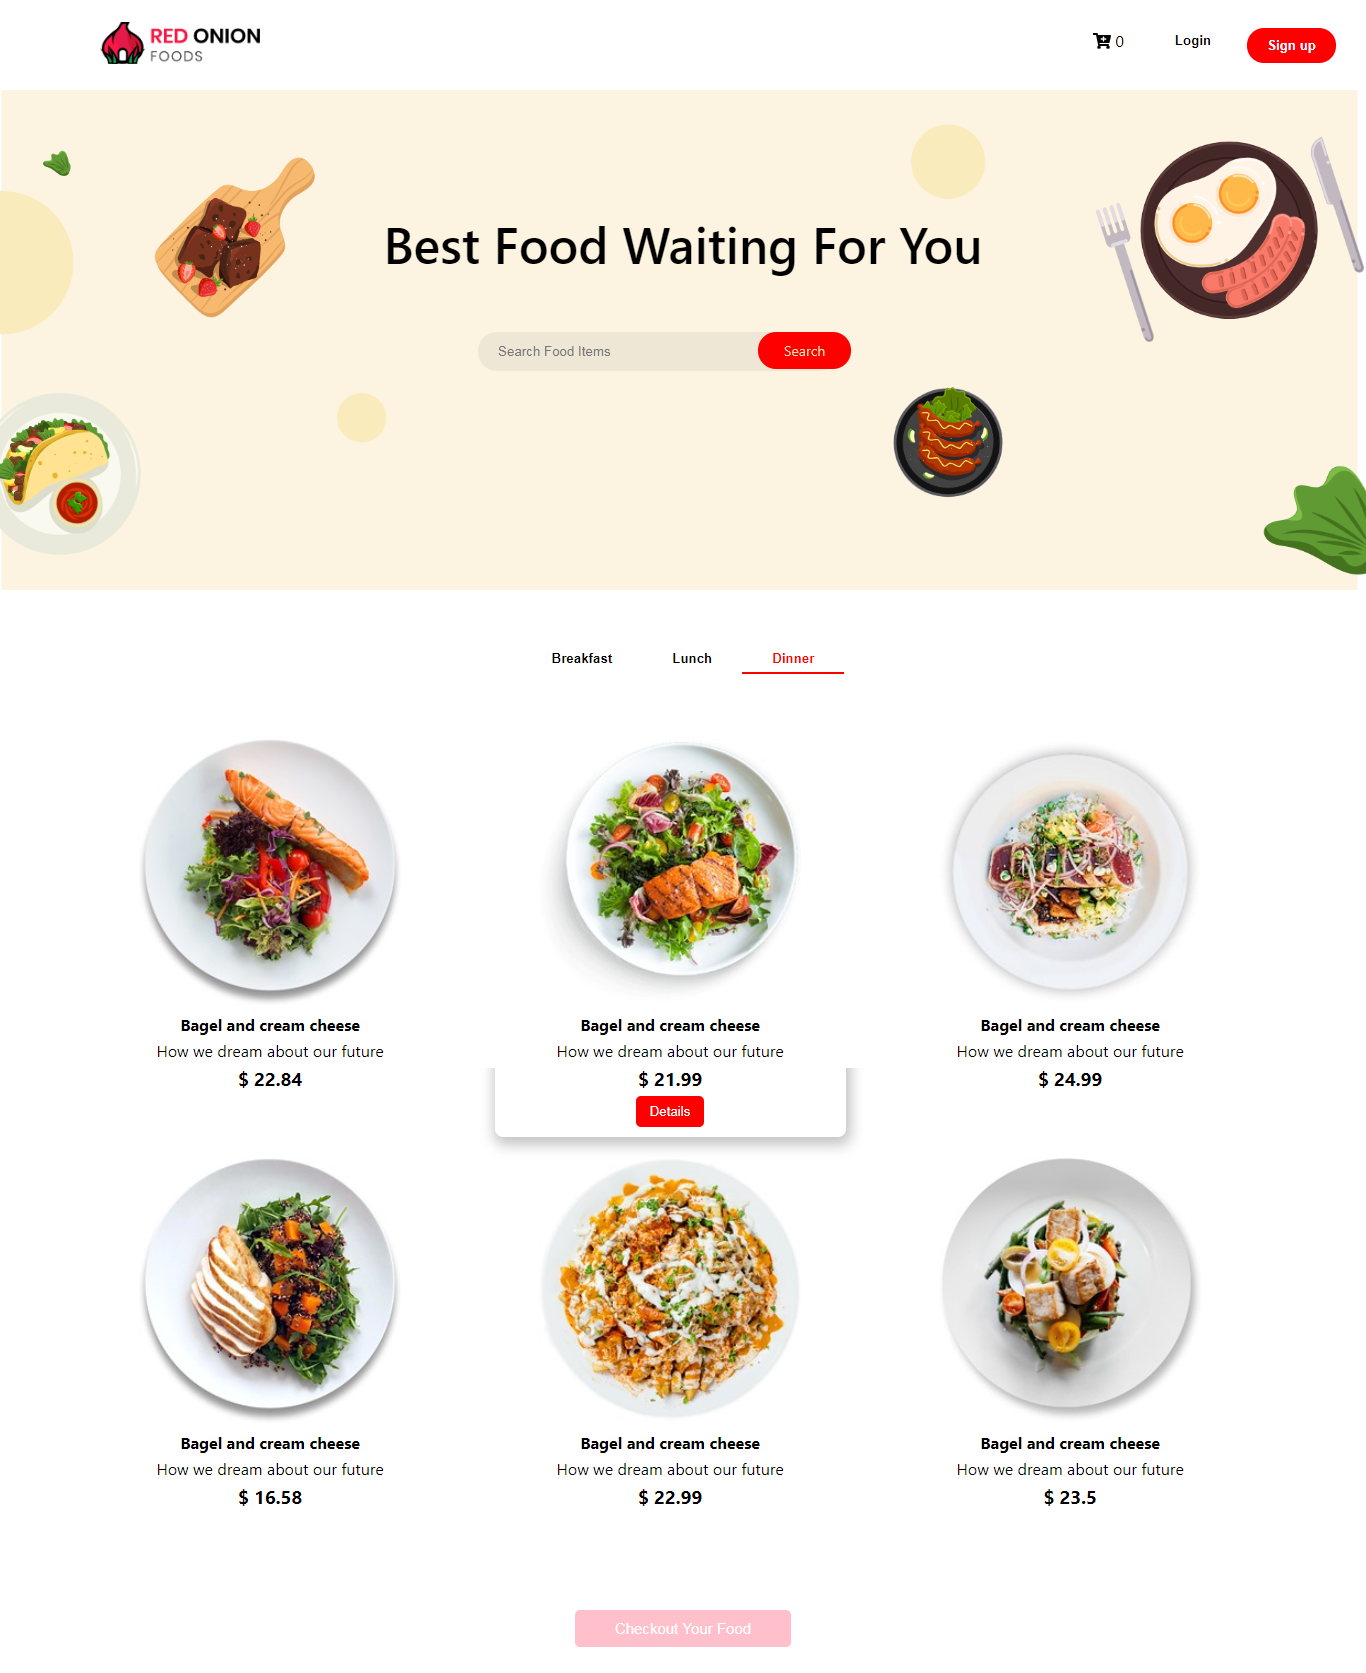 RED ONION
FOODS
0
Login
Sign up
Best Food Waiting For You
Search Food Items
Search
Breakfast
Lunch
Dinner
Bagel and cream cheese
How we dream about our future
$ 22.84
Bagel and cream cheese
How we dream about our future
$ 21.99
Details
Bagel and cream cheese
How we dream about our future
$ 24.99
Bagel and cream cheese
How we dream about our future
$ 16.58
Bagel and cream cheese
How we dream about our future
$ 22.99
Bagel and cream cheese
How we dream about our future
$ 23.5
Checkout Your Food